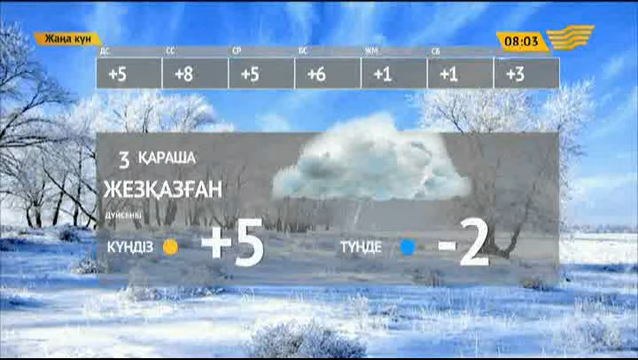 Жаңа күн
08:03
ДС СС СР БС ЖМ СБ
+5 +8 +5 +6 +1 +1 +3
3 ҚАРАША
ЖЕЗҚАЗҒАН
ДҮЙСЕНБІ
КҮНДІЗ +5 ТҮНДЕ -2